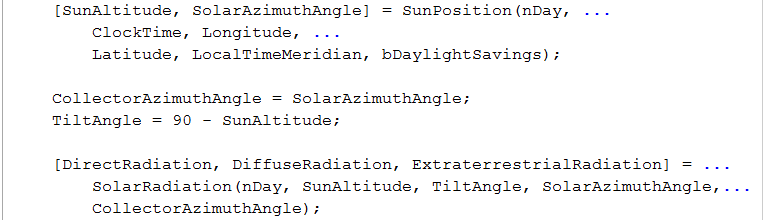 [SunAltitude, SolarAzimuthAngle] = SunPosition(nDay, ...
ClockTime, Longitude, ...
Latitude, LocalTimeMeridian, bDaylightSavings);
CollectorAzimuthAngle = SolarAzimuthAngle;
TiltAngle = 90 - SunAltitude;
[DirectRadiation, DiffuseRadiation, ExtraterrestrialRadiation] = ...
SolarRadiation(nDay, SunAltitude, TiltAngle, SolarAzimuthAngle,...
CollectorAzimuthAngle);